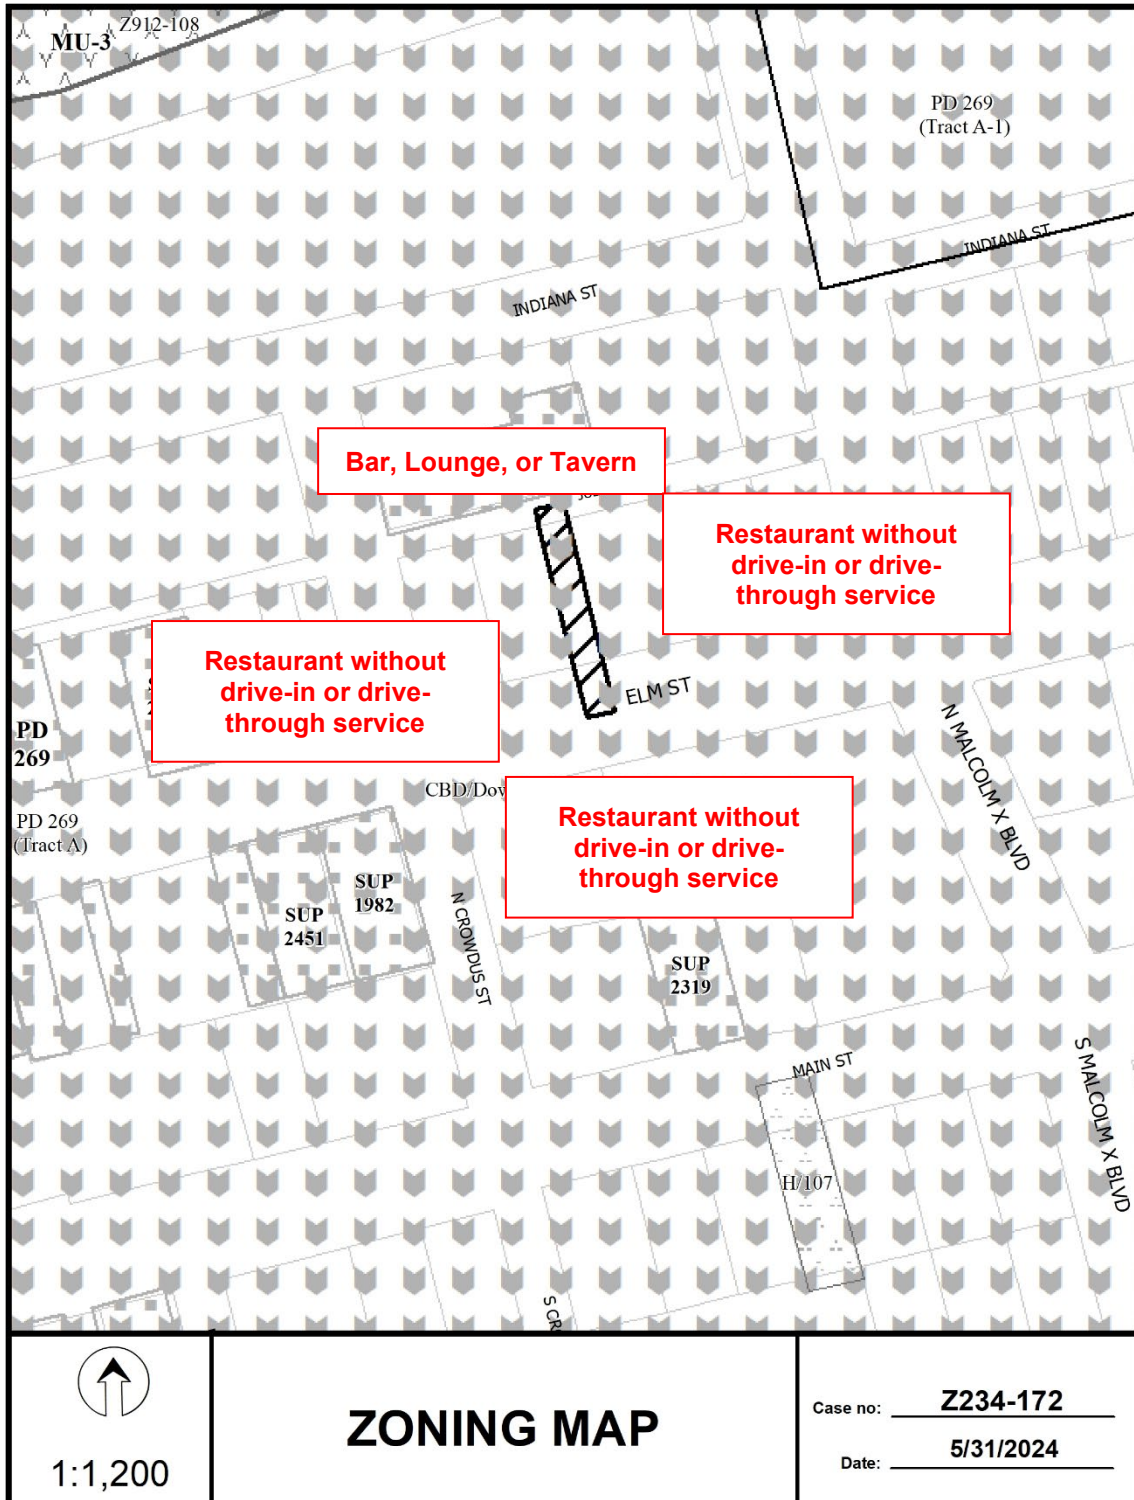 Z912-108
MU-3
PD 269
(Tract A-1)
INDIANA ST
INDIANA ST
Bar, Lounge, or Tavern
Restaurant without
drive-in or drive-
through service
Restaurant without
drive-in or drive-
through service
ELM ST
PD
269
N MALCOLM X BLVD
CBD/Dow
Restaurant without
drive-in or drive-
through service
PD 269
(Tract A)
SUP
1982
SUP
2451
N CROWDUS ST
SUP
2319
MAIN ST
S MALCOLM X BLVD
H/107
S CR
1:1,200
ZONING MAP
Case no: Z234-172
Date: 5/31/2024